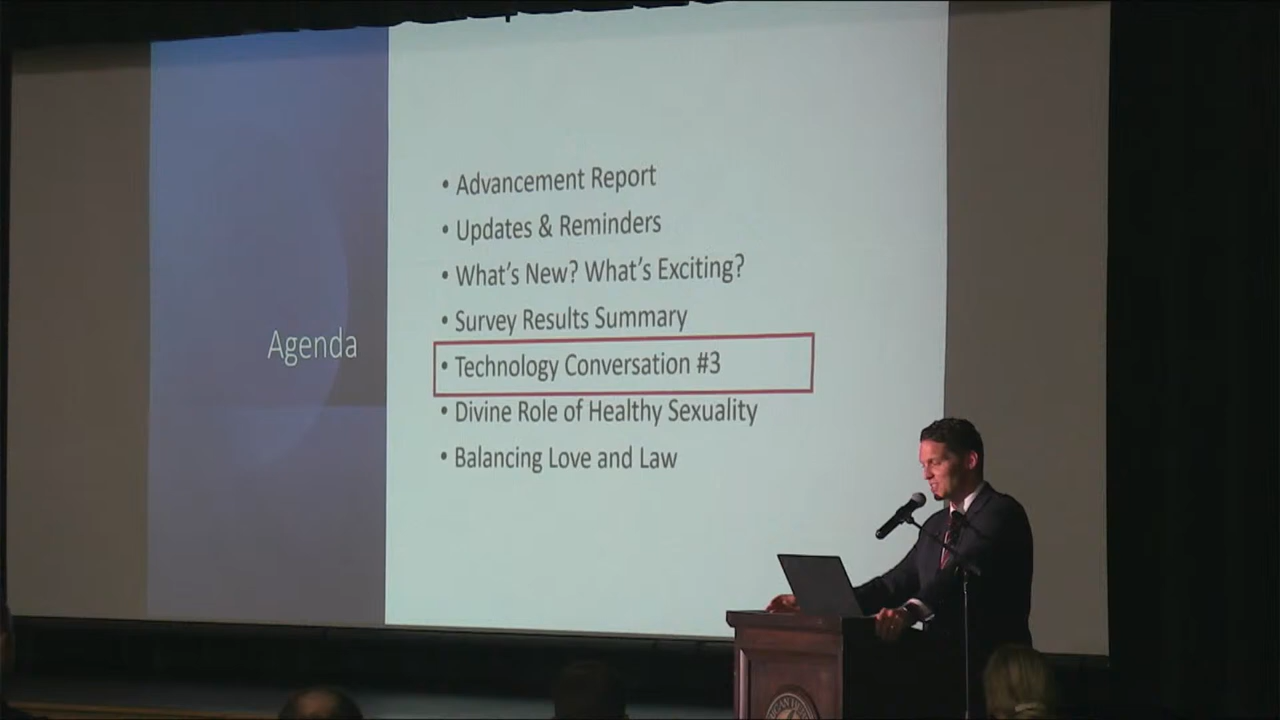 Agenda
• Advancement Report
• Updates & Reminders
• What's New? What's Exciting?
• Survey Results Summary
• Technology Conversation #3
• Divine Role of Healthy Sexuality
• Balancing Love and Law